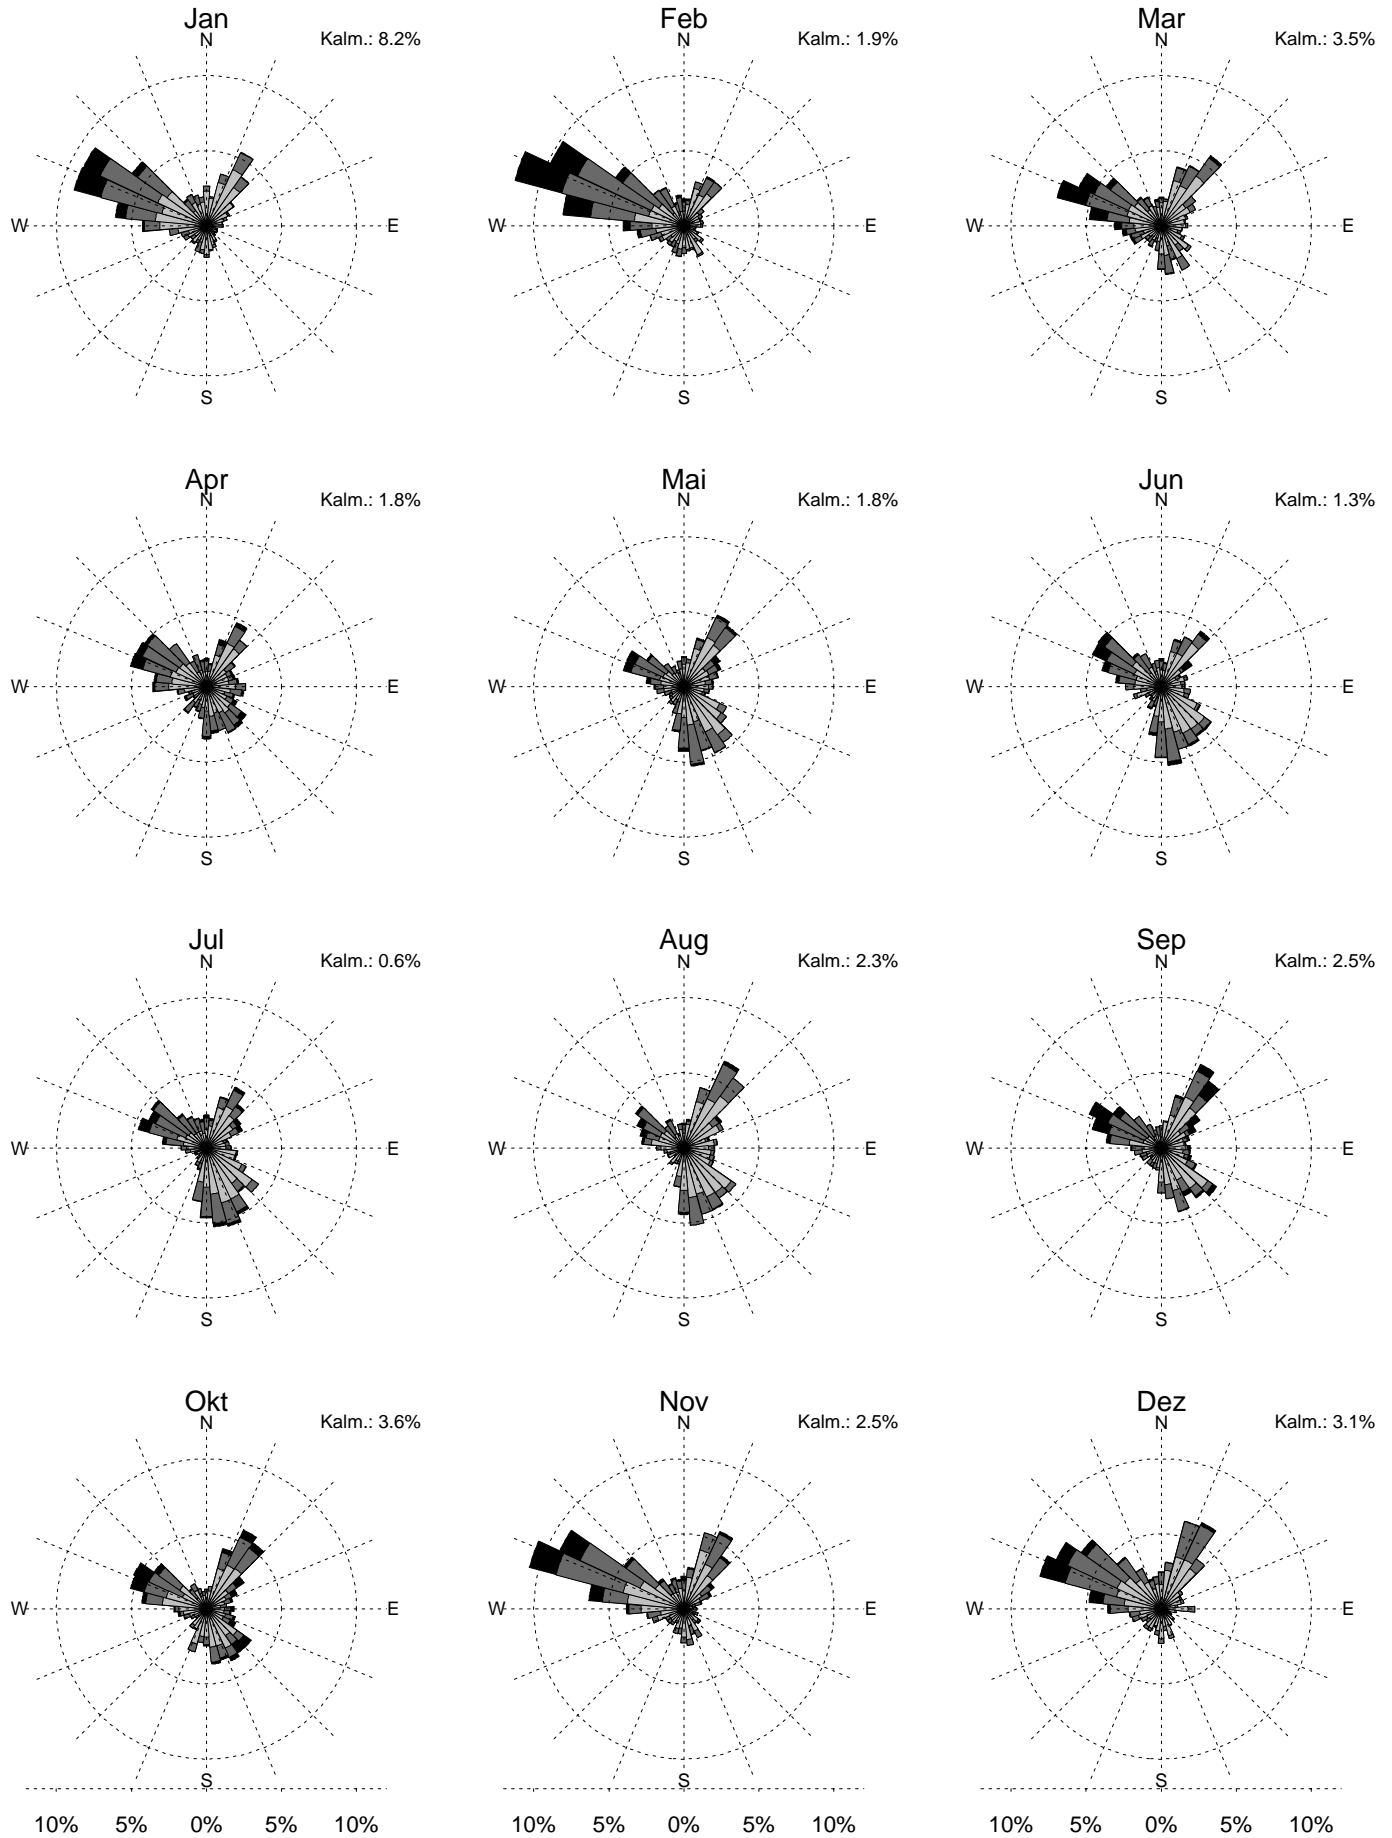 Jan Feb Mar
N Kalm.: 8.2% N Kalm.: 1.9% N Kalm.: 3.5%
W E W E W E
S S S
Apr Mai Jun
N Kalm.: 1.8% N Kalm.: 1.8% N Kalm.: 1.3%
W E W E W E
S S S
Jul Aug Sep
N Kalm.: 0.6% N Kalm.: 2.3% N Kalm.: 2.5%
W E W E W E
S S S
Okt Nov Dez
N Kalm.: 3.6% N Kalm.: 2.5% N Kalm.: 3.1%
W E W E W E
S S S
10% 5% 0% 5% 10% 10% 5% 0% 5% 10% 10% 5% 0% 5% 10%